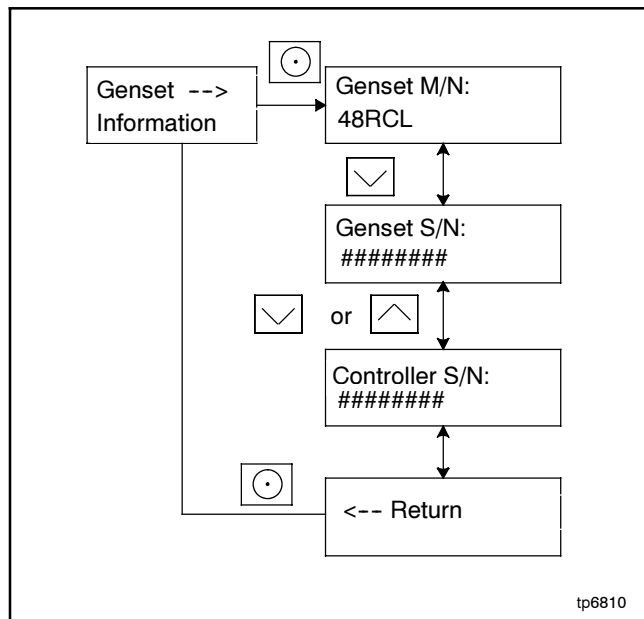 Genset -->
Information
Genset M/N:
48RCL
Genset S/N:
########
or
Controller S/N:
########
<-- Return
tp6810